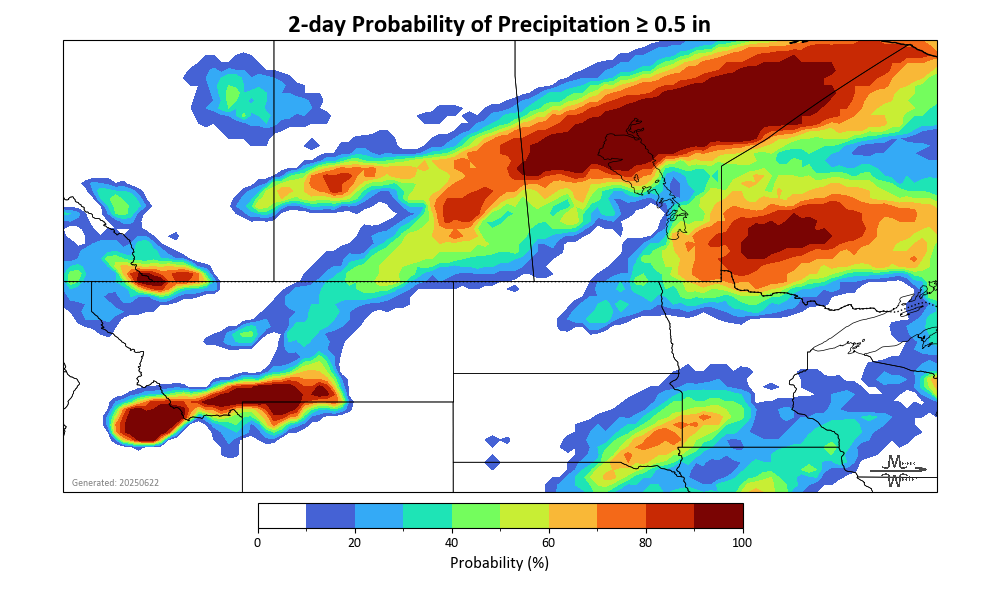 2-day Probability of Precipitation ≥ 0.5 in
Generated: 20250622
0 20 40 60 80 100
Probability (%)